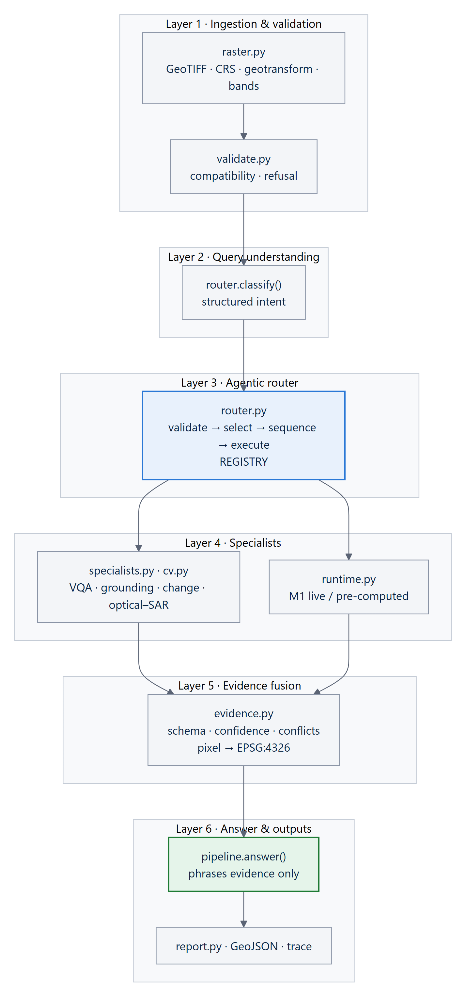 Layer 1 · Ingestion & validation
raster.py
GeoTIFF · CRS · geotransform ·
bands
validate.py
compatibility · refusal
Layer 2 · Query understanding
router.classify()
structured intent
Layer 3 · Agentic router
router.py
validate → select → sequence
→ execute
REGISTRY
Layer 4 · Specialists
specialists.py · cv.py
VQA · grounding · change ·
optical–SAR
runtime.py
M1 live / pre-computed
Layer 5 · Evidence fusion
evidence.py
schema · confidence · conflicts
pixel → EPSG:4326
Layer 6 · Answer & outputs
pipeline.answer()
phrases evidence only
report.py · GeoJSON · trace